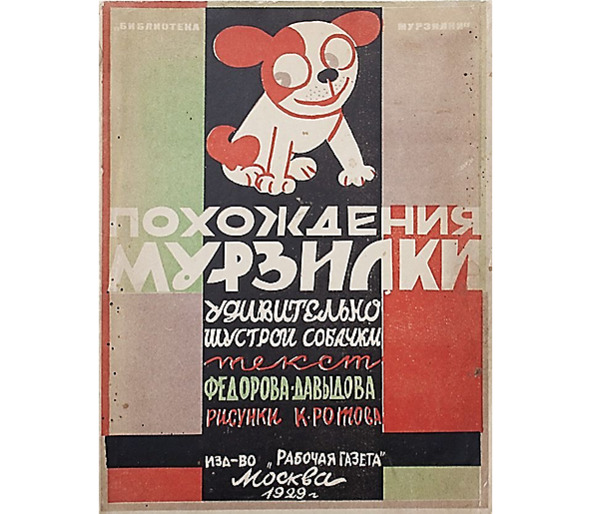 „БИБЛИОТЕКА МУРЗИЛКИ“
ПОХОЖДЕНИЯ
МУРЗИЛКИ
УДИВИТЕЛЬНО
ШУСТРОЙ СОБАЧКИ
текст
ФЕДОРОВА-ДАВЫДОВА
РИСУНКИ К. РОТОВА
ИЗД-ВО „РАБОЧАЯ ГАЗЕТА"
Москва
1929 г